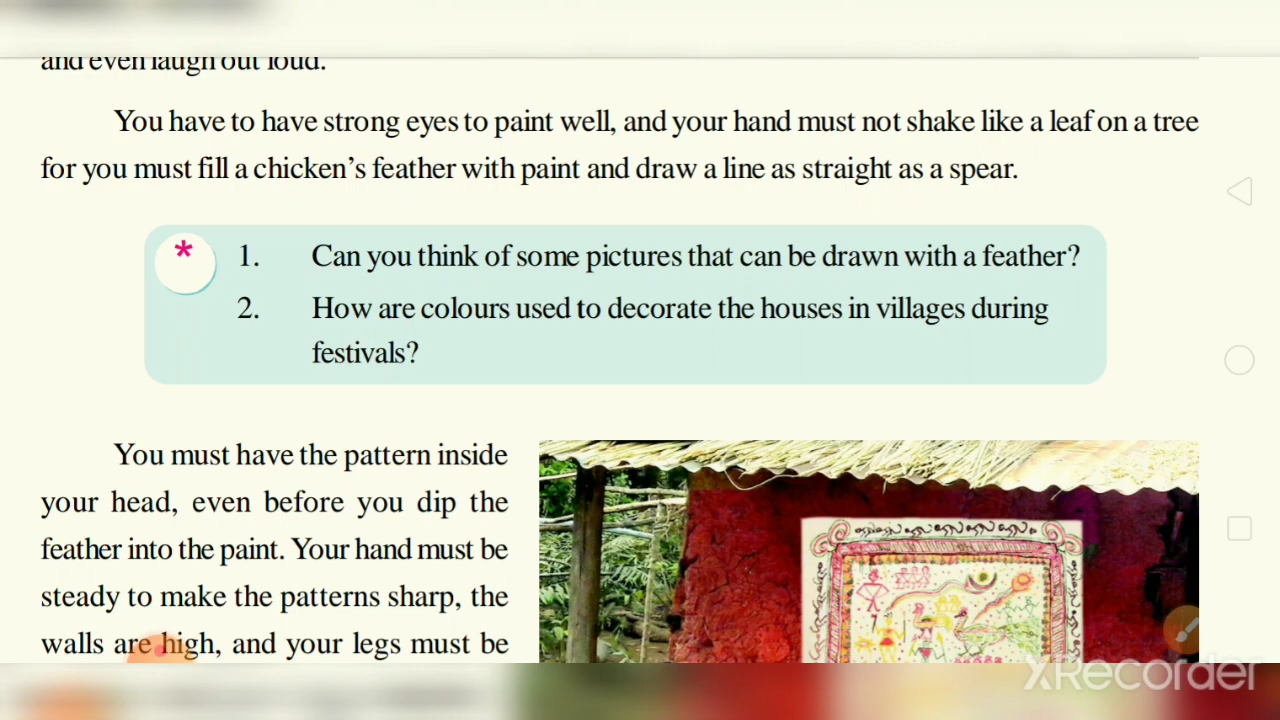 and even laugh out loud.
You have to have strong eyes to paint well, and your hand must not shake like a leaf on a tree
for you must fill a chicken's feather with paint and draw a line as straight as a spear.
* 1. Can you think of some pictures that can be drawn with a feather?
2. How are colours used to decorate the houses in villages during
festivals?
You must have the pattern inside
your head, even before you dip the
feather into the paint. Your hand must be
steady to make the patterns sharp, the
walls are high, and your legs must be
XRecorder